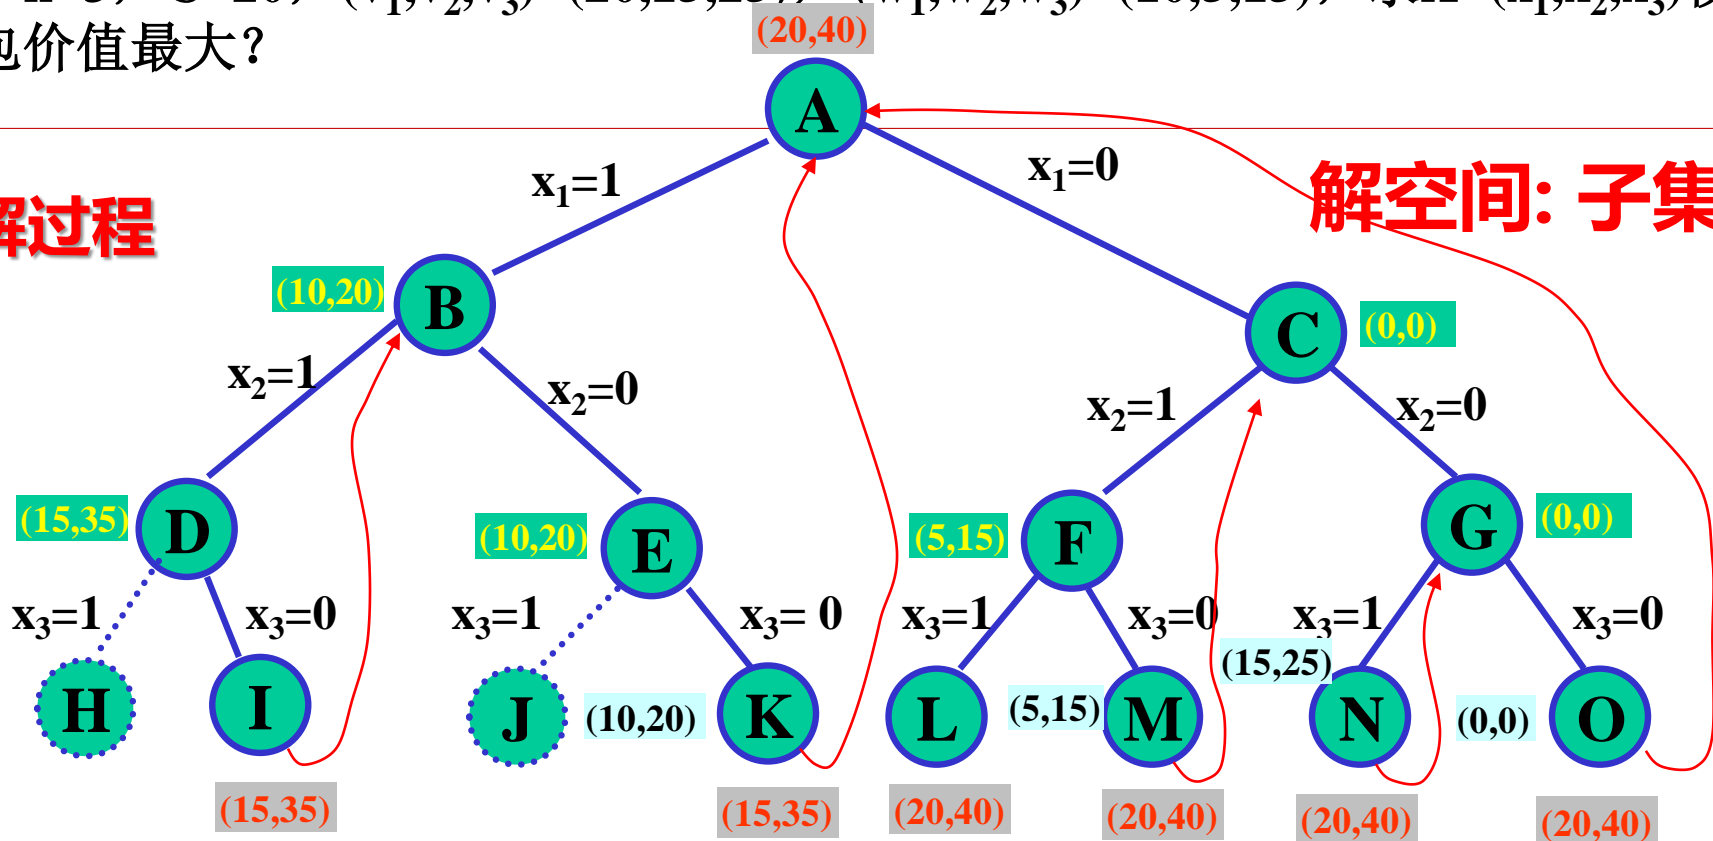 包价值最大?
(20,40)
A
x₁=1
x₁=0
解过程
解空间: 子集
(10,20)
B
C
(0,0)
x₂=1
x₂=0
x₂=1
x₂=0
(15,35)
D
(10,20)
E
(5,15)
F
G
(0,0)
x₃=1
x₃=0
x₃=1
x₃= 0
x₃=1
x₃=0
x₃=1
x₃=0
(15,25)
H
I
J
(10,20)
K
L
(5,15)
M
N
(0,0)
O
(15,35)
(15,35)
(20,40)
(20,40)
(20,40)
(20,40)